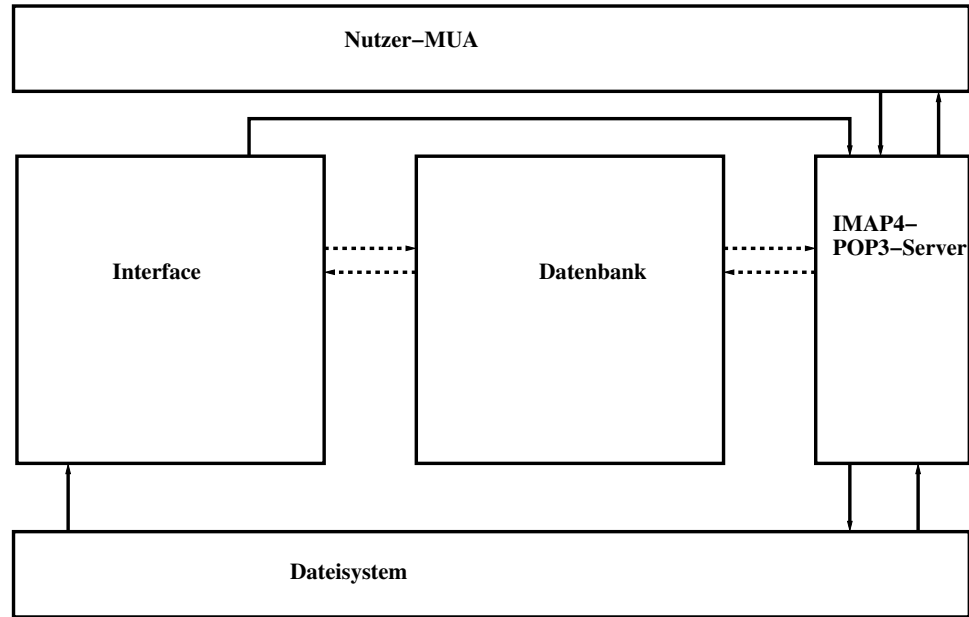 Nutzer−MUA
IMAP4−
POP3−Server
Interface
Datenbank
Dateisystem